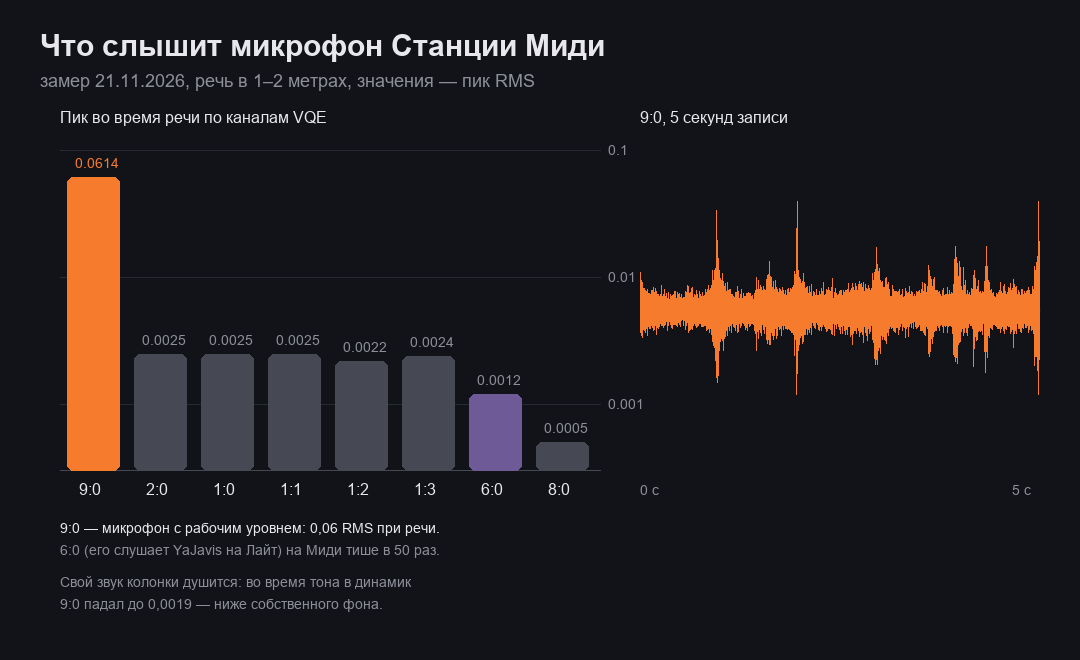 Что слышит микрофон Станции Миди
замер 21.11.2026, речь в 1–2 метрах, значения — пик RMS
Пик во время речи по каналам VQE
9:0, 5 секунд записи
0.1
0.0614
0.01
0.0025
0.0025
0.0025
0.0022
0.0024
0.0012
0.001
0.0005
9:0
2:0
1:0
1:1
1:2
1:3
6:0
8:0
0 с
5 с
9:0 — микрофон с рабочим уровнем: 0,06 RMS при речи.
6:0 (его слушает YaJavis на Лайт) на Миди тише в 50 раз.
Свой звук колонки душится: во время тона в динамик
9:0 падал до 0,0019 — ниже собственного фона.